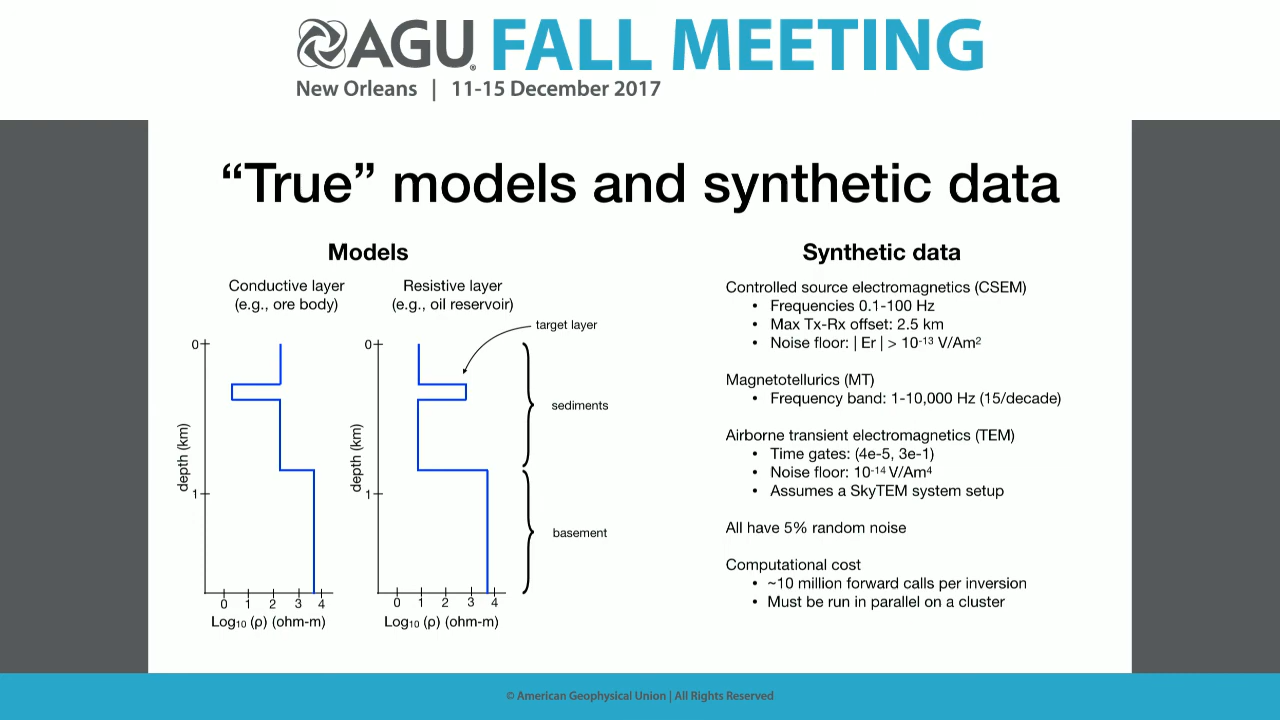 AGU FALL MEETING
New Orleans | 11-15 December 2017
“True” models and synthetic data
Models
Conductive layer
(e.g., ore body)
Resistive layer
(e.g., oil reservoir)
target layer
0
1
depth (km)
0 1 2 3 4
Log₁₀ (ρ) (ohm-m)
0
1
depth (km)
0 1 2 3 4
Log₁₀ (ρ) (ohm-m)
sediments
basement
Synthetic data
Controlled source electromagnetics (CSEM)
• Frequencies 0.1-100 Hz
• Max Tx-Rx offset: 2.5 km
• Noise floor: | Er | > 10⁻¹³ V/Am²
Magnetotellurics (MT)
• Frequency band: 1-10,000 Hz (15/decade)
Airborne transient electromagnetics (TEM)
• Time gates: (4e-5, 3e-1)
• Noise floor: 10⁻¹⁴ V/Am⁴
• Assumes a SkyTEM system setup
All have 5% random noise
Computational cost
• ~10 million forward calls per inversion
• Must be run in parallel on a cluster
© American Geophysical Union | All Rights Reserved